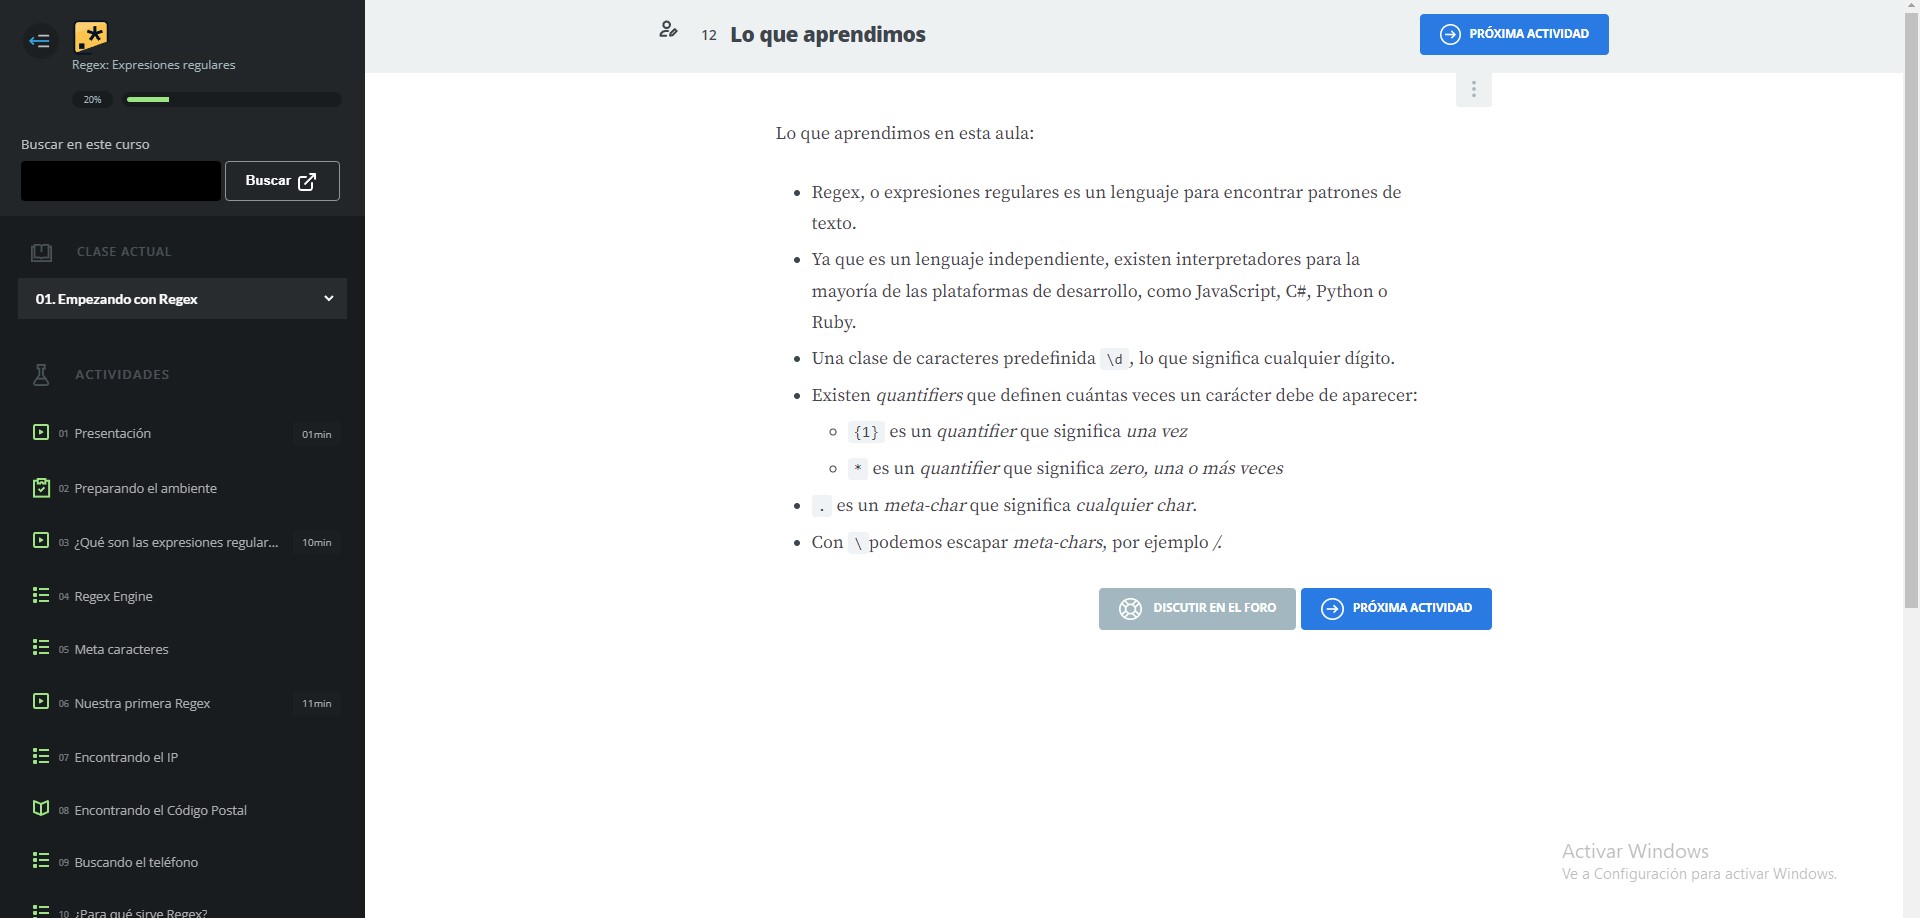 Regex: Expresiones regulares
20%
Buscar en este curso
Buscar
CLASE ACTUAL
01. Empezando con Regex
ACTIVIDADES
01 Presentación 01min
02 Preparando el ambiente
03 ¿Qué son las expresiones regular... 10min
04 Regex Engine
05 Meta caracteres
06 Nuestra primera Regex 11min
07 Encontrando el IP
08 Encontrando el Código Postal
09 Buscando el teléfono
10 ¿Para qué sirve Regex?
12 Lo que aprendimos
PRÓXIMA ACTIVIDAD
Lo que aprendimos en esta aula:
• Regex, o expresiones regulares es un lenguaje para encontrar patrones de
texto.
• Ya que es un lenguaje independiente, existen interpretadores para la
mayoría de las plataformas de desarrollo, como JavaScript, C#, Python o
Ruby.
• Una clase de caracteres predefinida \d, lo que significa cualquier dígito.
• Existen quantifiers que definen cuántas veces un carácter debe de aparecer:
◦ {1} es un quantifier que significa una vez
◦ * es un quantifier que significa zero, una o más veces
• . es un meta-char que significa cualquier char.
• Con \ podemos escapar meta-chars, por ejemplo /.
DISCUTIR EN EL FORO
PRÓXIMA ACTIVIDAD
Activar Windows
Ve a Configuración para activar Windows.